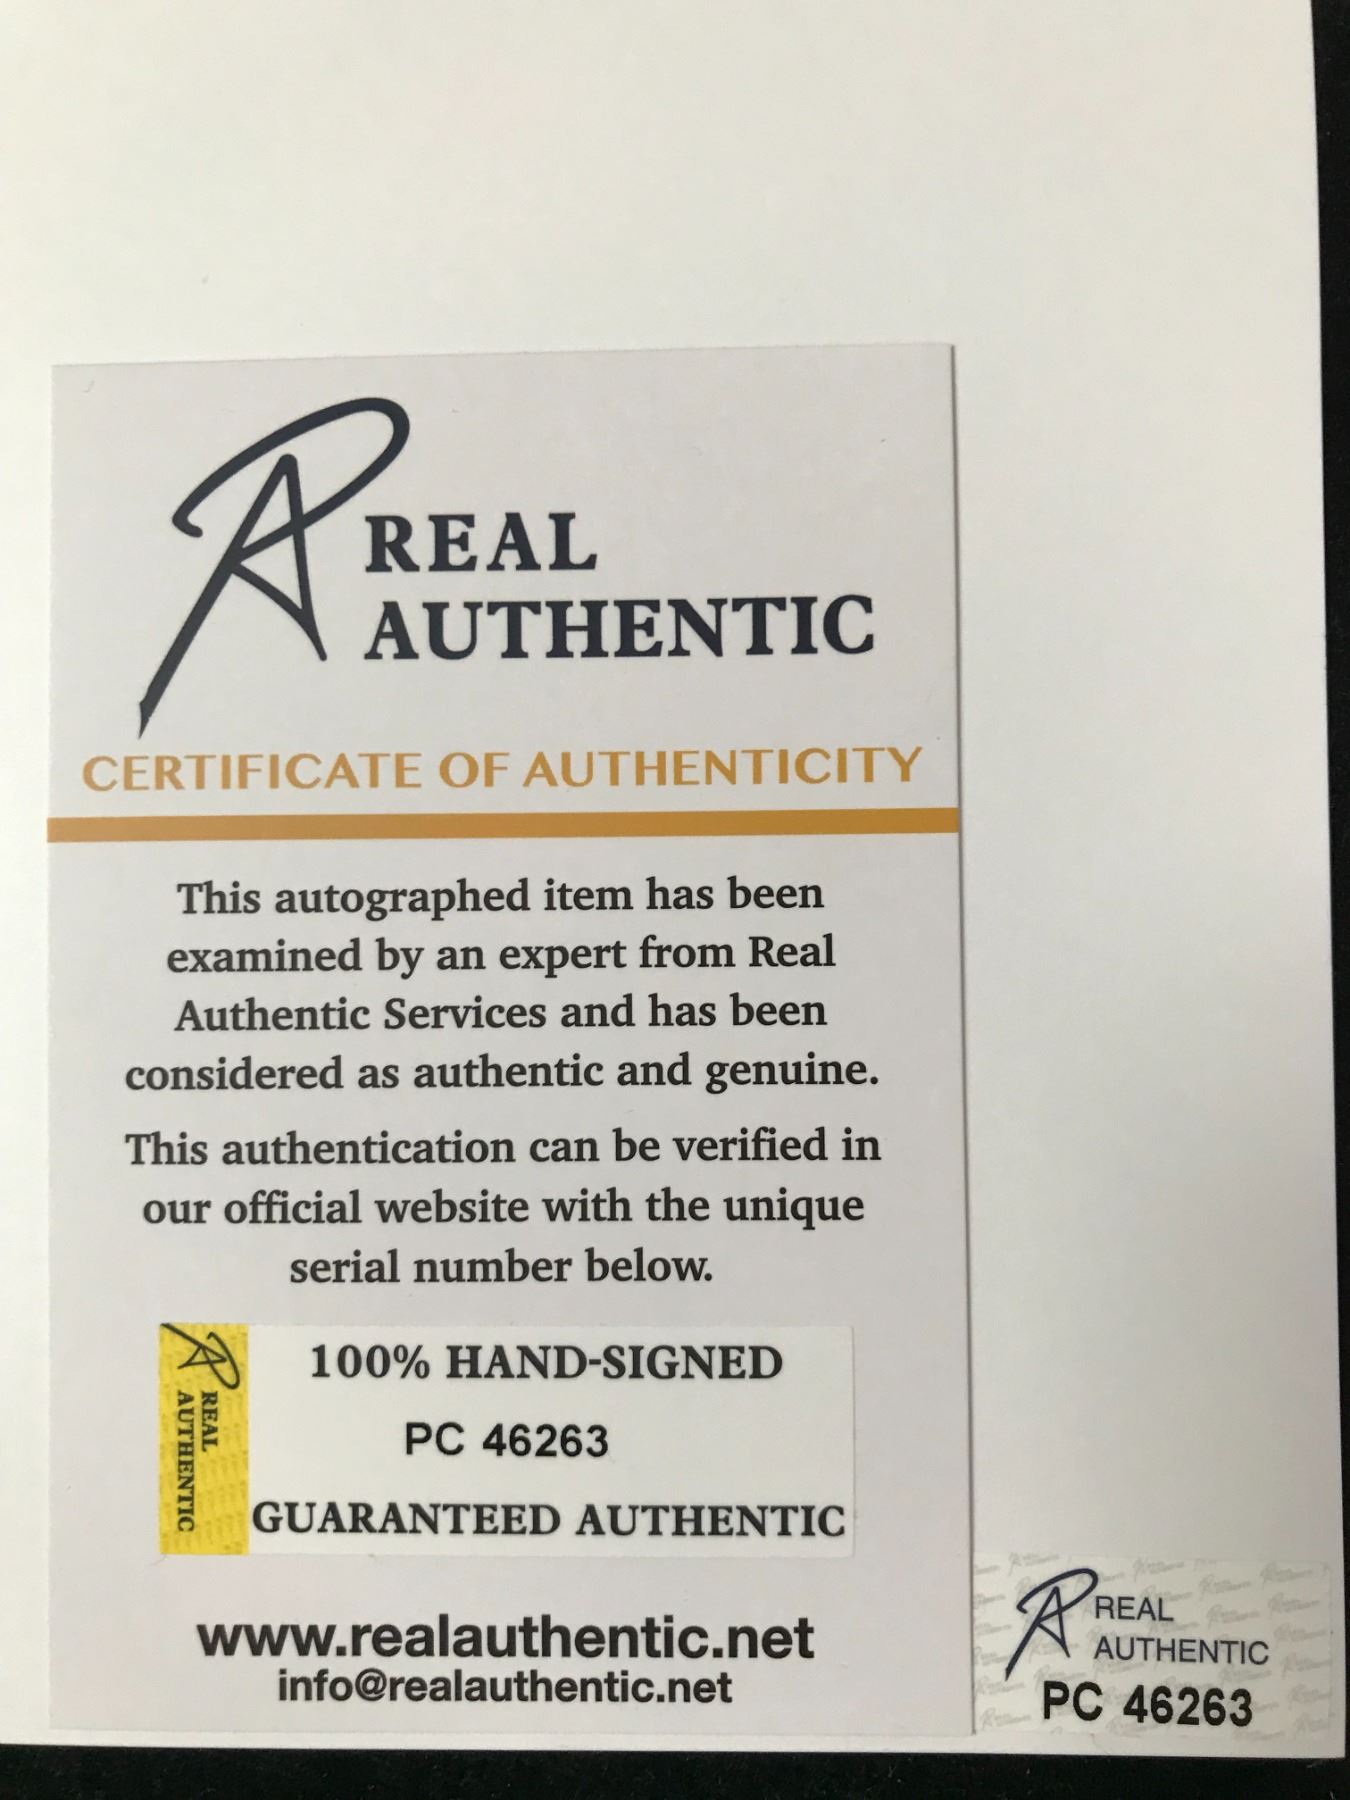 REAL
AUTHENTIC
CERTIFICATE OF AUTHENTICITY
This autographed item has been
examined by an expert from Real
Authentic Services and has been
considered as authentic and genuine.
This authentication can be verified in
our official website with the unique
serial number below.
REAL
AUTHENTIC
100% HAND-SIGNED
PC 46263
GUARANTEED AUTHENTIC
www.realauthentic.net
info@realauthentic.net
REAL
AUTHENTIC
PC 46263